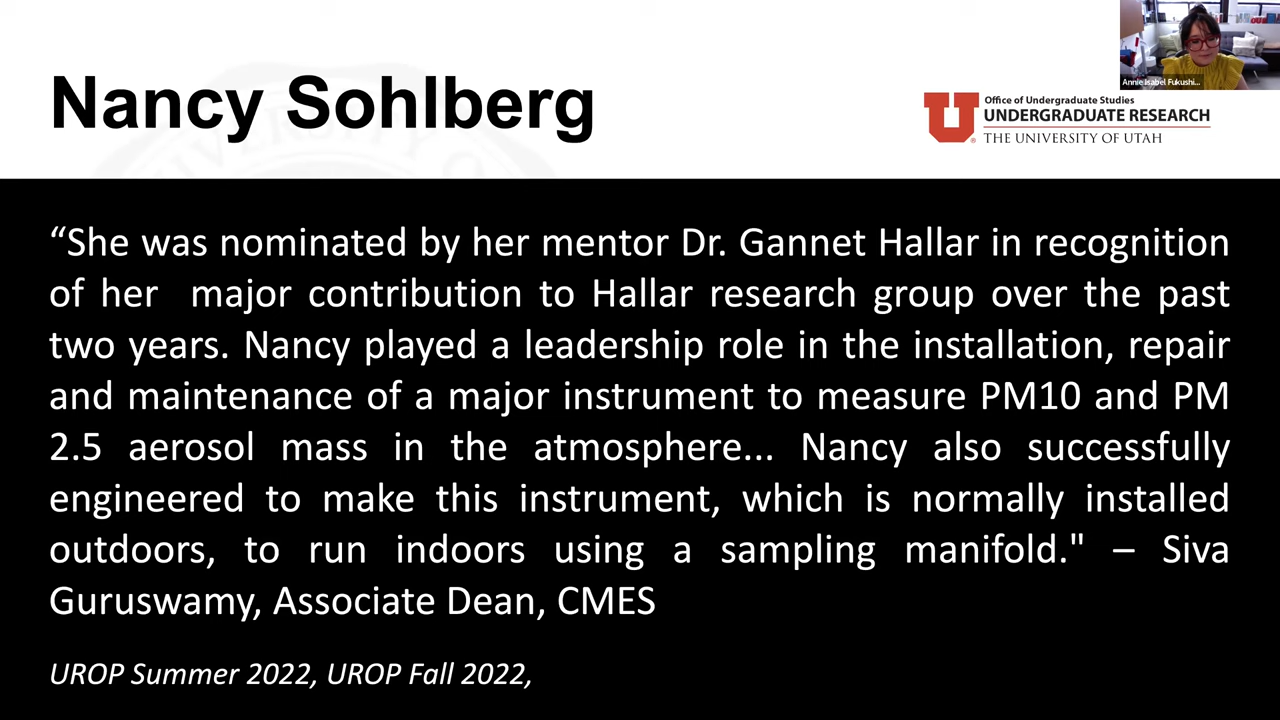 Nancy Sohlberg
Annie Isabel Fukushi...
Office of Undergraduate Studies
UNDERGRADUATE RESEARCH
THE UNIVERSITY OF UTAH
“She was nominated by her mentor Dr. Gannet Hallar in recognition
of her major contribution to Hallar research group over the past
two years. Nancy played a leadership role in the installation, repair
and maintenance of a major instrument to measure PM10 and PM
2.5 aerosol mass in the atmosphere... Nancy also successfully
engineered to make this instrument, which is normally installed
outdoors, to run indoors using a sampling manifold." – Siva
Guruswamy, Associate Dean, CMES
UROP Summer 2022, UROP Fall 2022,